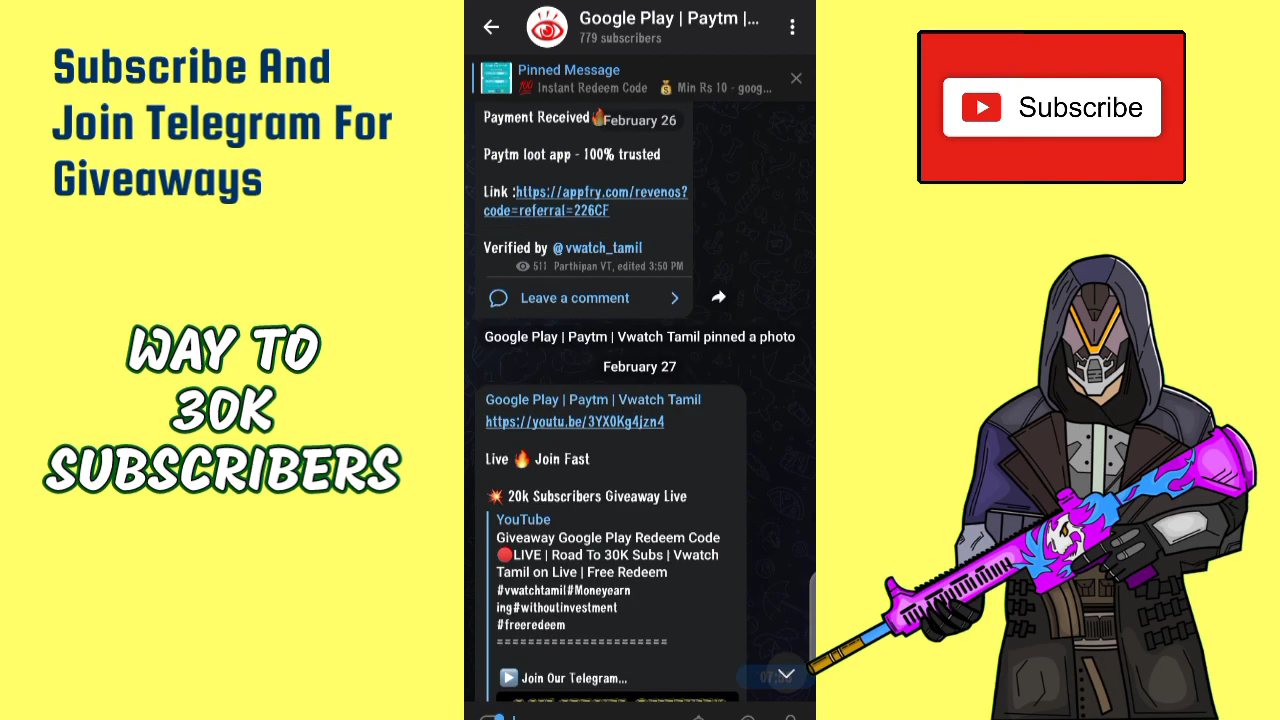 Subscribe And
Join Telegram For
Giveaways
WAY TO
30K
SUBSCRIBERS
Google Play | Paytm |...
779 subscribers
Pinned Message
💯 Instant Redeem Code 💰 Min Rs 10 - goog...
Payment Received🔥
February 26
Paytm loot app - 100% trusted
Link :https://appfry.com/revenos?
code=referral=226CF
Verified by @vwatch_tamil
511 Parthipan VT, edited 3:50 PM
Leave a comment
Google Play | Paytm | Vwatch Tamil pinned a photo
February 27
Google Play | Paytm | Vwatch Tamil
https://youtu.be/3YX0Kg4jzn4
Live 🔥 Join Fast
💥 20k Subscribers Giveaway Live
YouTube
Giveaway Google Play Redeem Code
🔴LIVE | Road To 30K Subs | Vwatch
Tamil on Live | Free Redeem
#vwatchtamil#Moneyearn
ing#withoutinvestment
#freeredeem
=====================
▶️ Join Our Telegram...
Subscribe